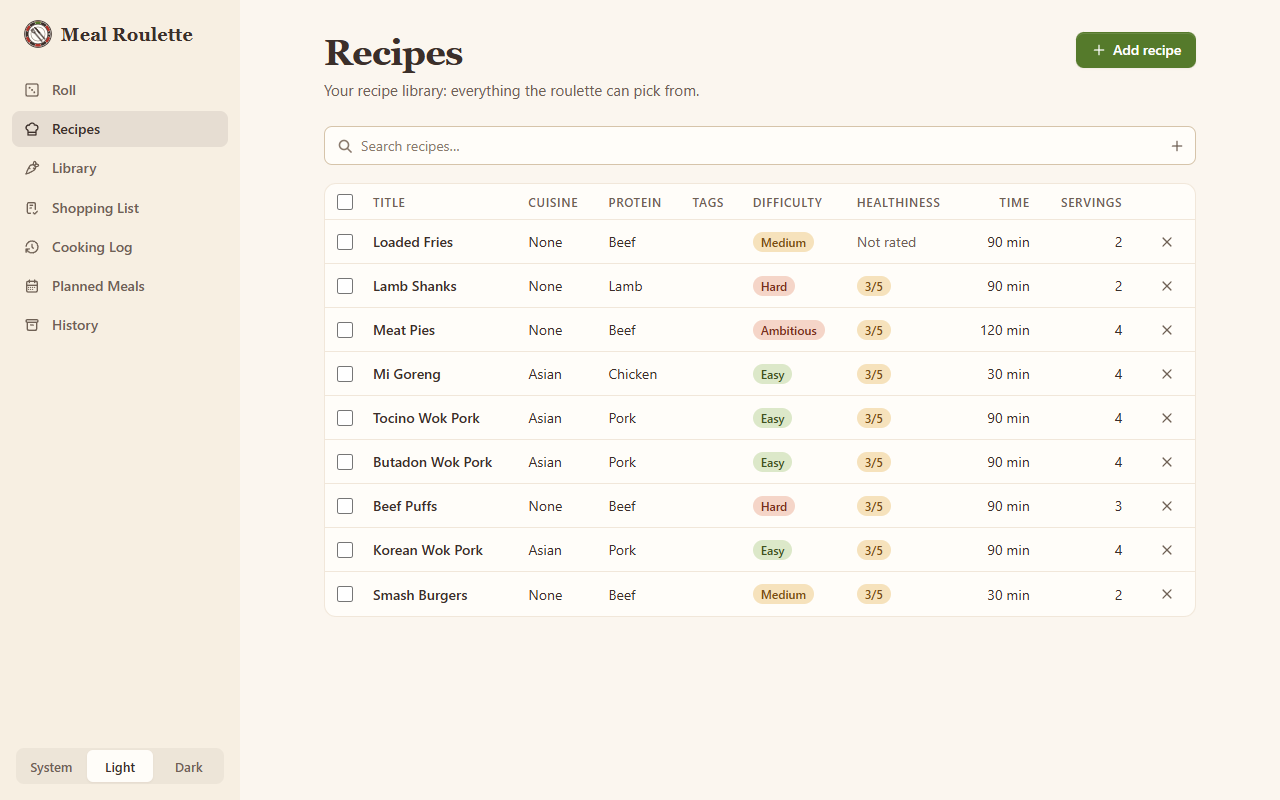 Meal Roulette
Roll
Recipes
Library
Shopping List
Cooking Log
Planned Meals
History
System Light Dark
Recipes
Your recipe library: everything the roulette can pick from.
+ Add recipe
Search recipes...
TITLE CUISINE PROTEIN TAGS DIFFICULTY HEALTHINESS TIME SERVINGS
Loaded Fries None Beef Medium Not rated 90 min 2
Lamb Shanks None Lamb Hard 3/5 90 min 2
Meat Pies None Beef Ambitious 3/5 120 min 4
Mi Goreng Asian Chicken Easy 3/5 30 min 4
Tocino Wok Pork Asian Pork Easy 3/5 90 min 4
Butadon Wok Pork Asian Pork Easy 3/5 90 min 4
Beef Puffs None Beef Hard 3/5 90 min 3
Korean Wok Pork Asian Pork Easy 3/5 90 min 4
Smash Burgers None Beef Medium 3/5 30 min 2